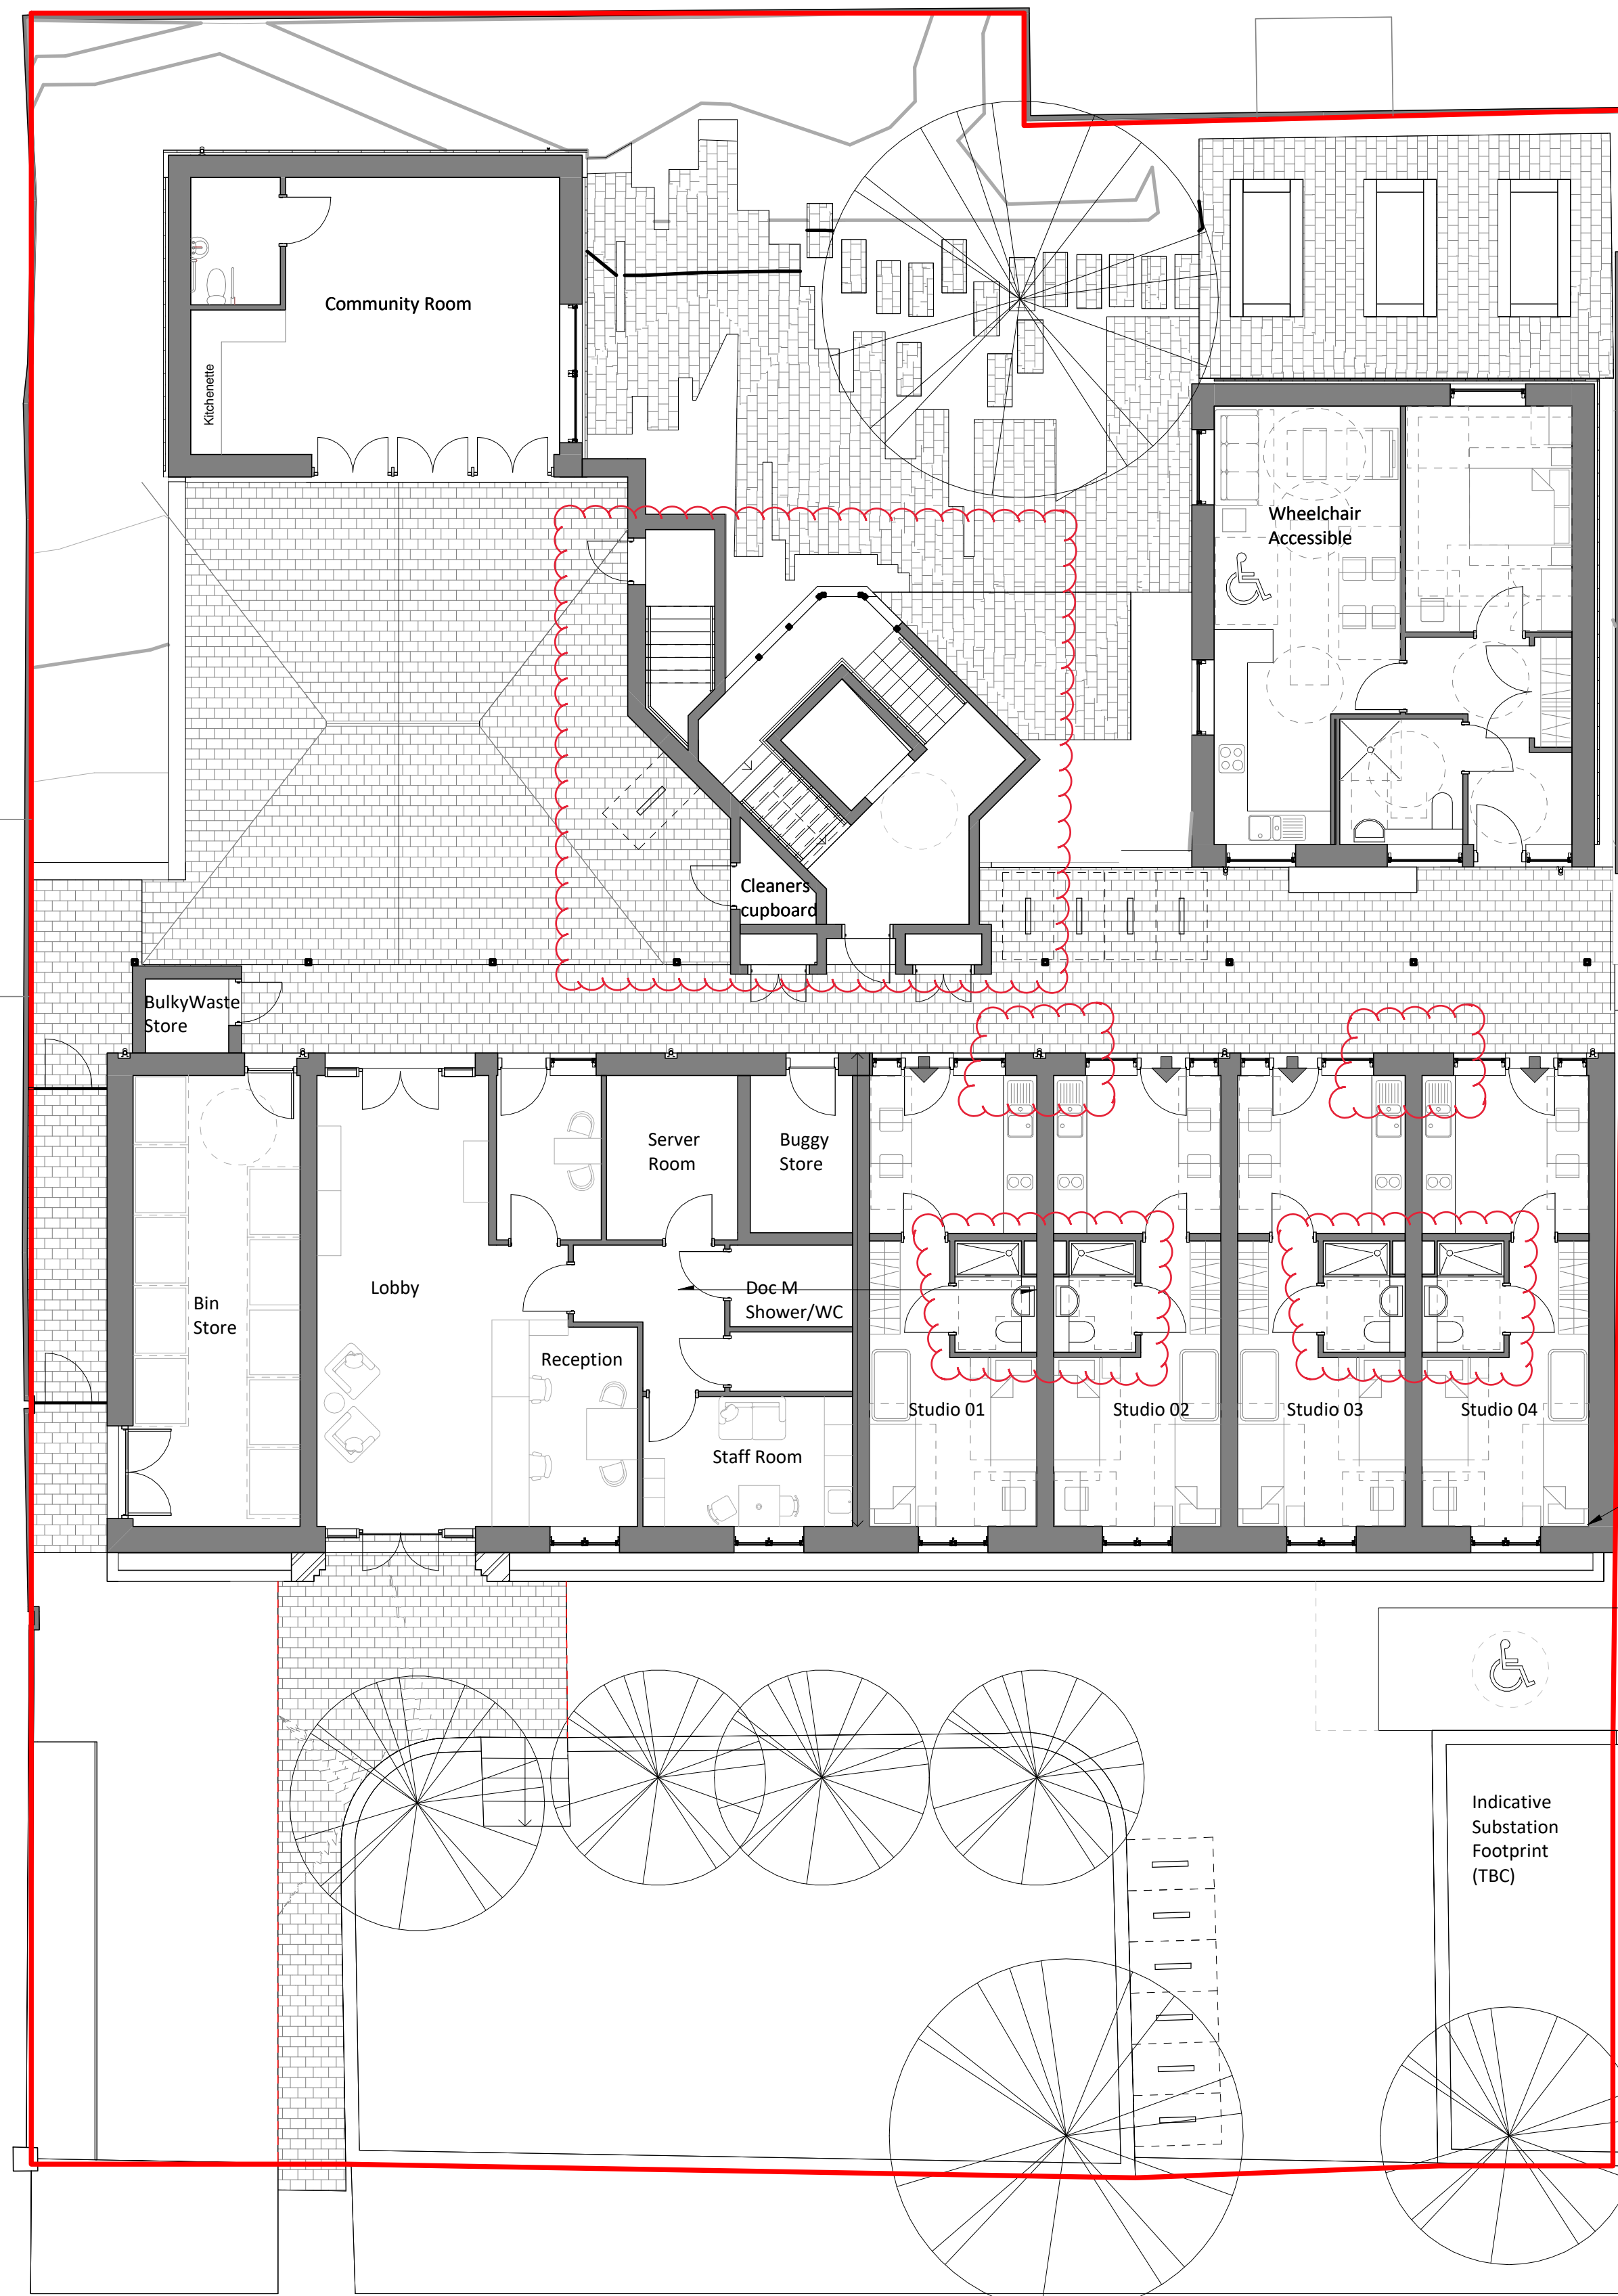 Community Room
Kitchenette
Wheelchair
Accessible
Cleaners
cupboard
BulkyWaste
Store
Server
Room
Buggy
Store
Lobby
Doc M
Shower/WC
Bin
Store
Reception
Studio 01
Studio 02
Studio 03
Studio 04
Staff Room
Indicative
Substation
Footprint
(TBC)